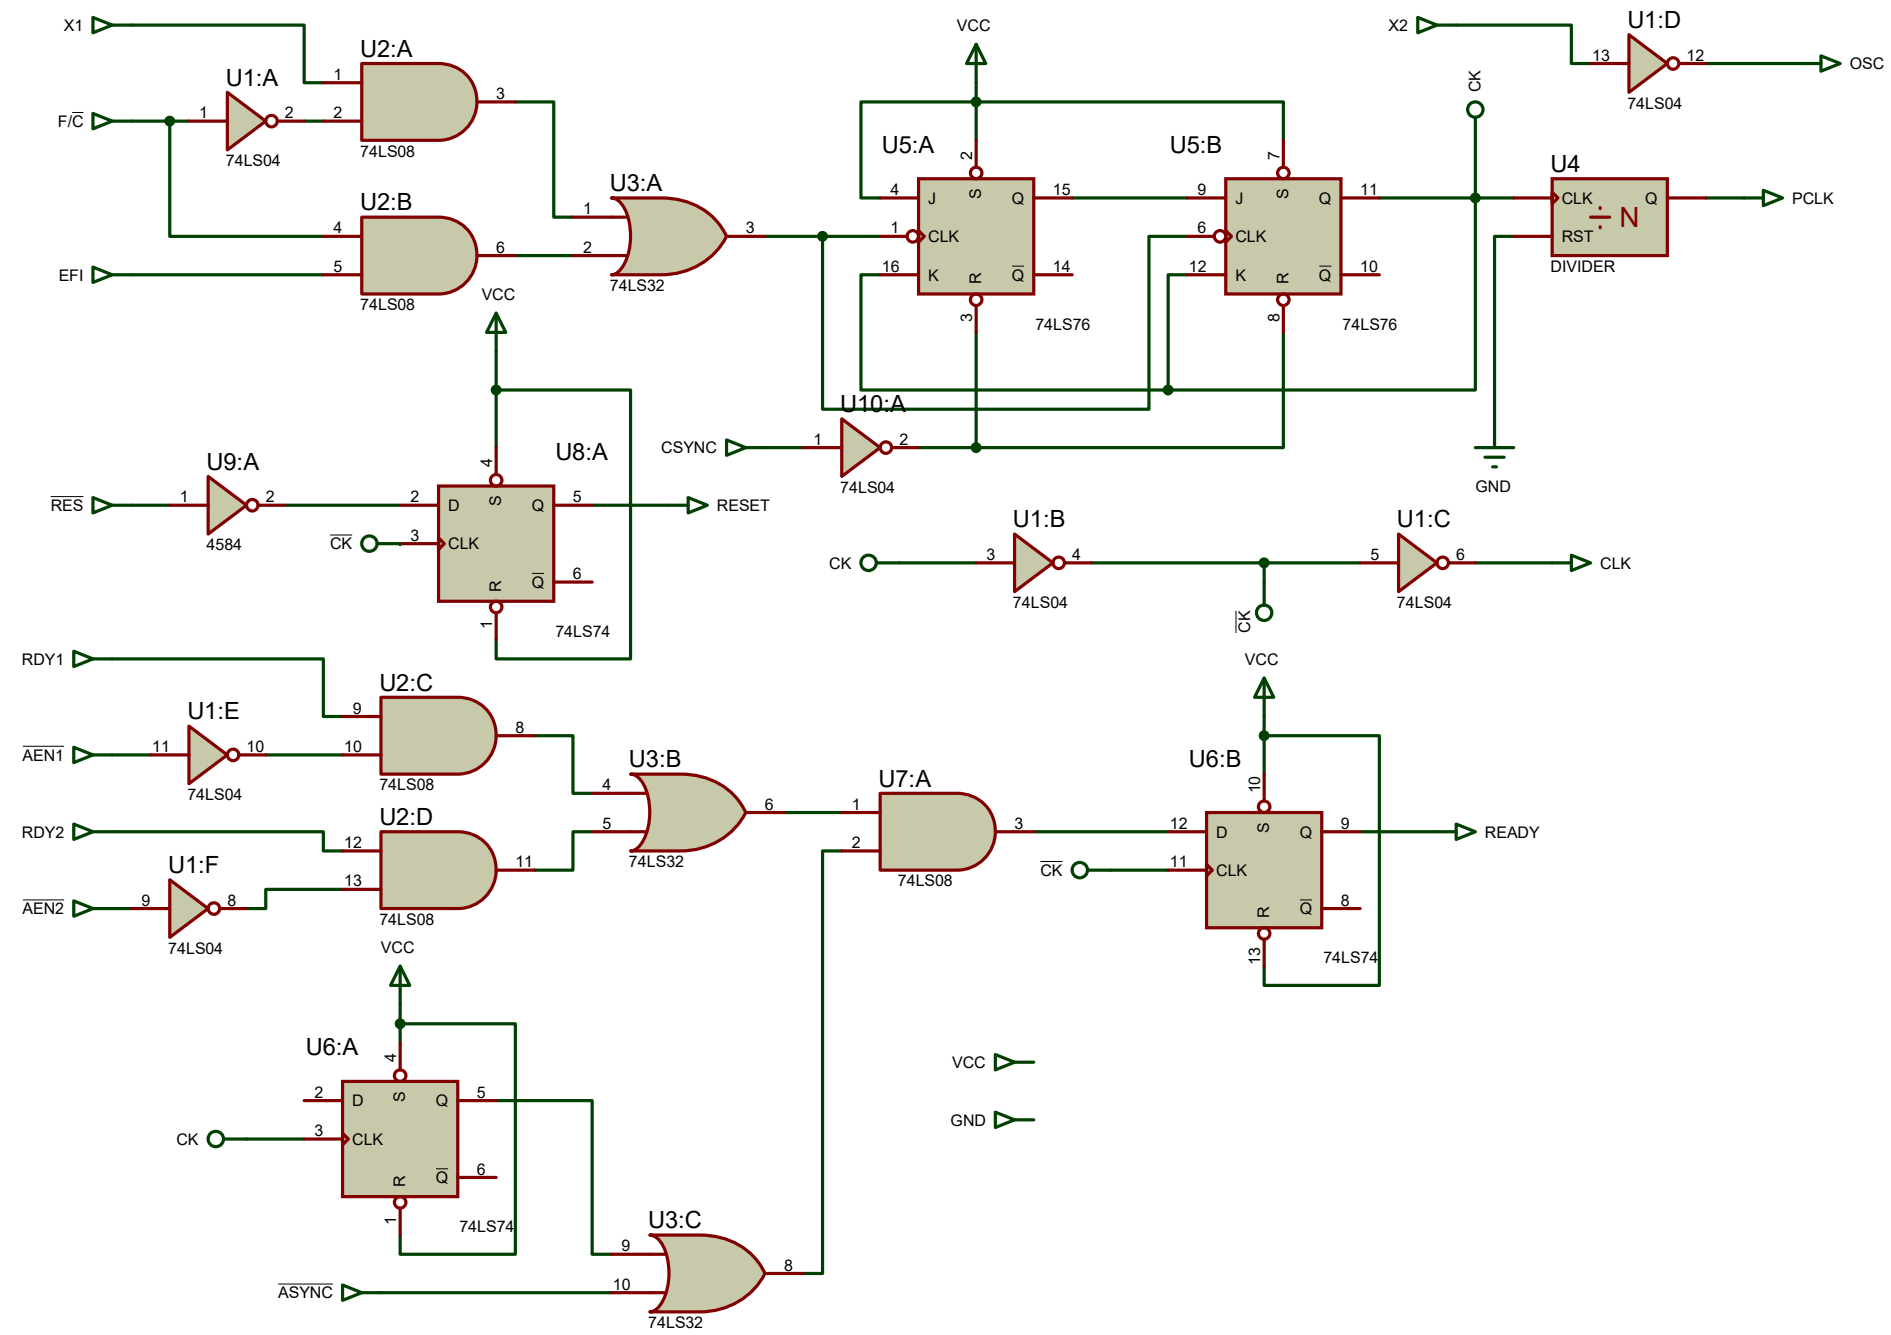 X1
U2:A
1
3
2
74LS08
U1:A
F/C̅
1
2
74LS04
U2:B
4
6
5
74LS08
EFI
U3:A
1
3
2
74LS32
VCC
U5:A
2
4
J
S
Q
15
1
CLK
16
K
R
Q̅
14
3
74LS76
U5:B
7
9
J
S
Q
11
6
CLK
12
K
R
Q̅
10
8
74LS76
X2
U1:D
13
12
OSC
74LS04
CK
U4
CLK
Q
÷ N
RST
DIVIDER
PCLK
GND
VCC
U9:A
R̅E̅S̅
1
2
4584
U8:A
4
2
D
S
Q
5
RESET
C̅K̅
3
CLK
R
Q̅
6
1
74LS74
U10:A
CSYNC
1
2
74LS04
U1:B
CK
3
4
74LS04
C̅K̅
U1:C
5
6
CLK
74LS04
RDY1
U2:C
9
8
10
74LS08
U1:E
A̅E̅N̅1̅
11
10
74LS04
RDY2
U2:D
12
11
13
74LS08
U1:F
A̅E̅N̅2̅
9
8
74LS04
U3:B
4
6
5
74LS32
U7:A
1
3
2
74LS08
VCC
U6:B
10
12
D
S
Q
9
READY
C̅K̅
11
CLK
R
Q̅
8
13
74LS74
VCC
U6:A
4
2
D
S
Q
5
CK
3
CLK
R
Q̅
6
1
74LS74
U3:C
9
8
A̅S̅Y̅N̅C̅
10
74LS32
VCC
GND